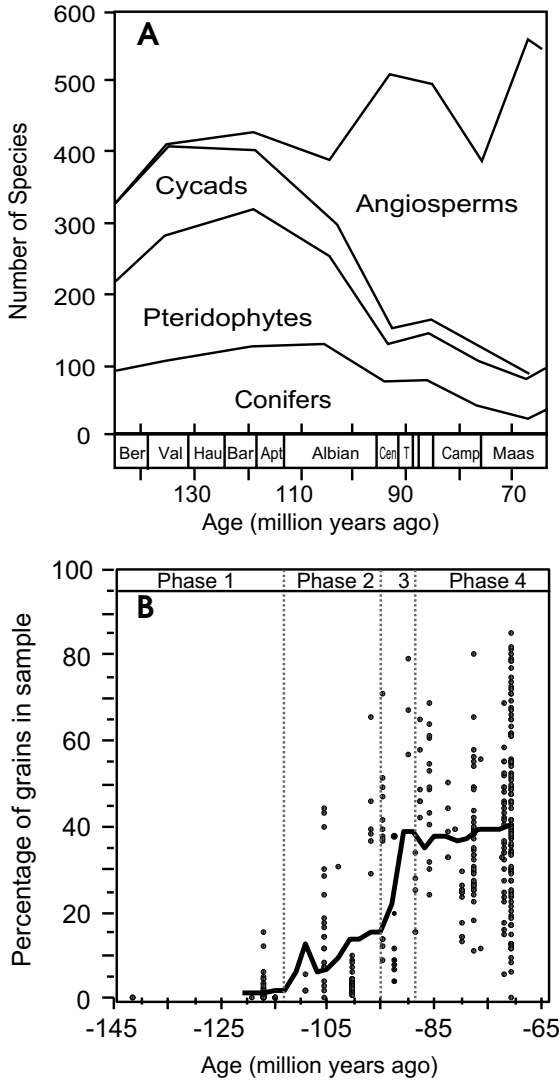 A
600
500
400
300
200
100
0
Number of Species
Cycads
Angiosperms
Pteridophytes
Conifers
Ber Val Hau Bar Apt Albian Cen T Camp Maas
130 110 90 70
Age (million years ago)
B
Phase 1 Phase 2 3 Phase 4
100
80
60
40
20
0
Percentage of grains in sample
-145 -125 -105 -85 -65
Age (million years ago)